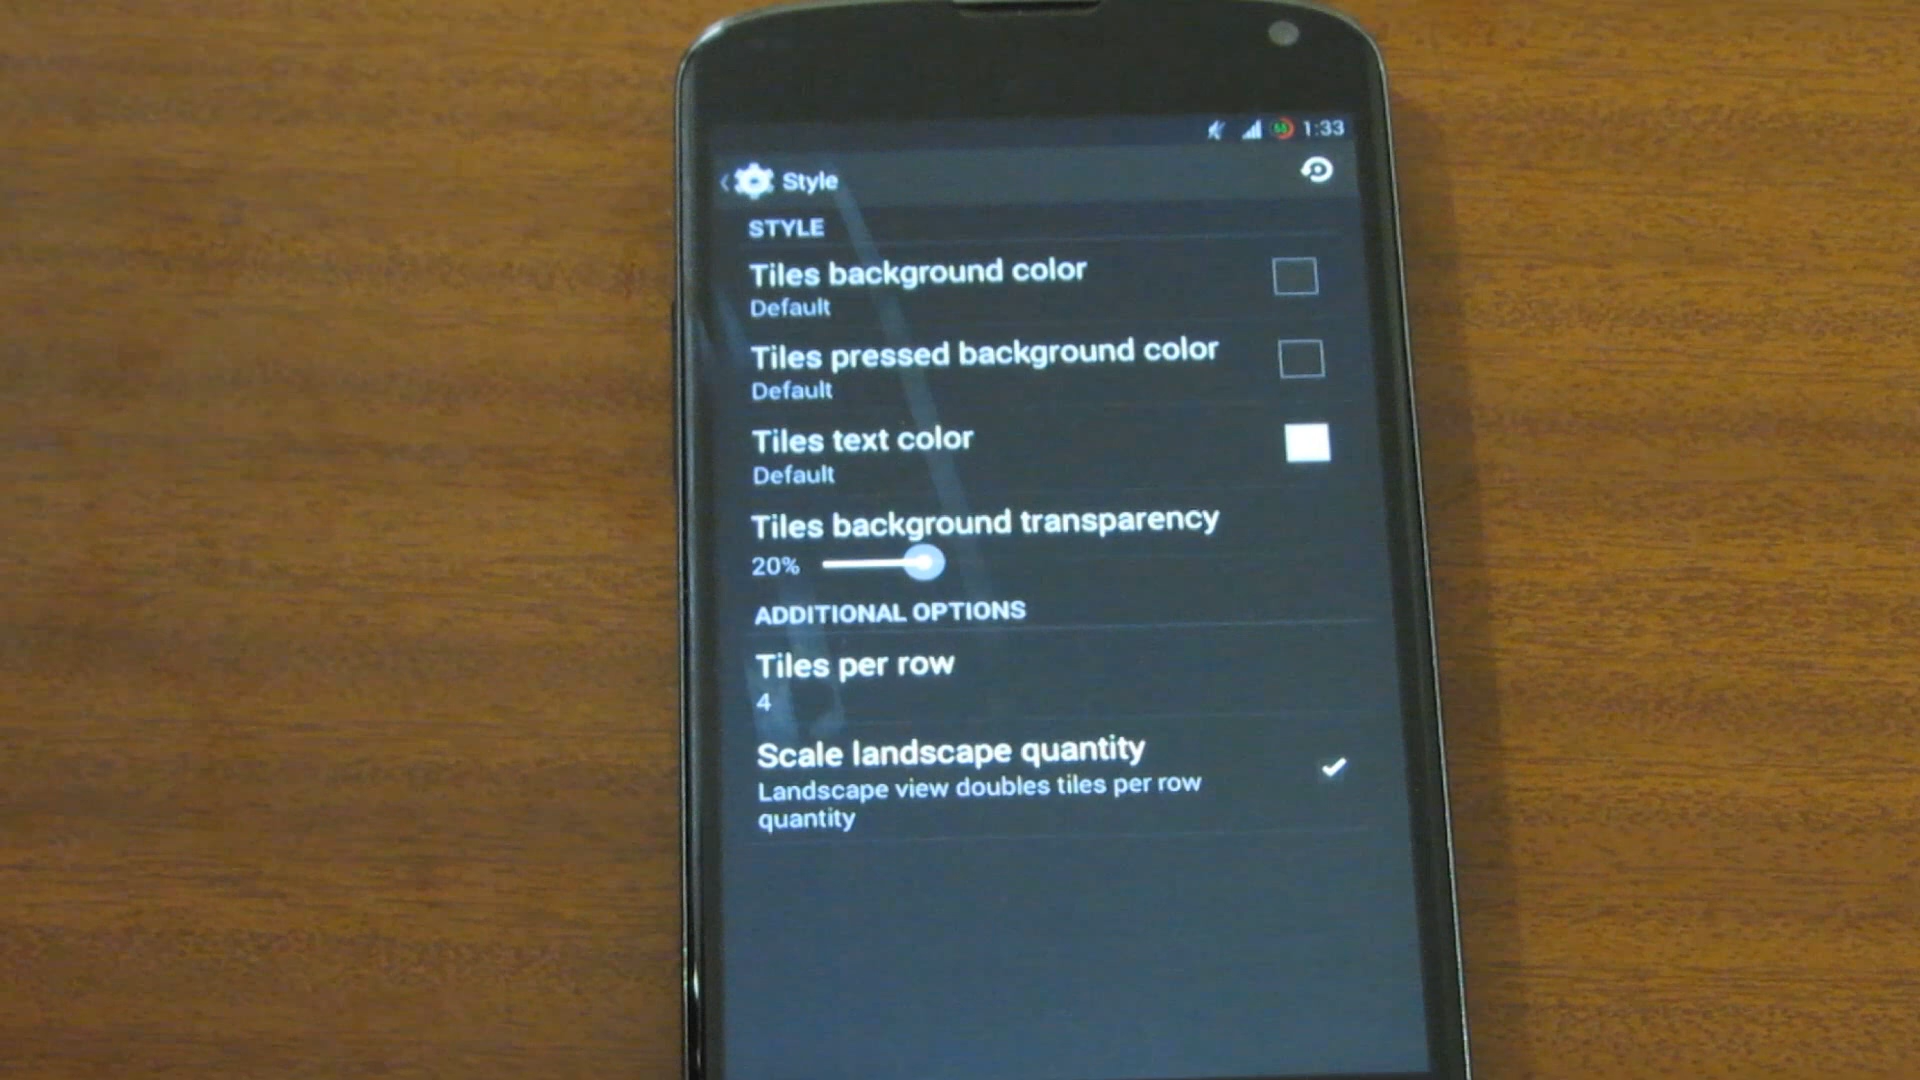 1:33
Style
STYLE
Tiles background color
Default
Tiles pressed background color
Default
Tiles text color
Default
Tiles background transparency
20%
ADDITIONAL OPTIONS
Tiles per row
4
Scale landscape quantity
Landscape view doubles tiles per row
quantity